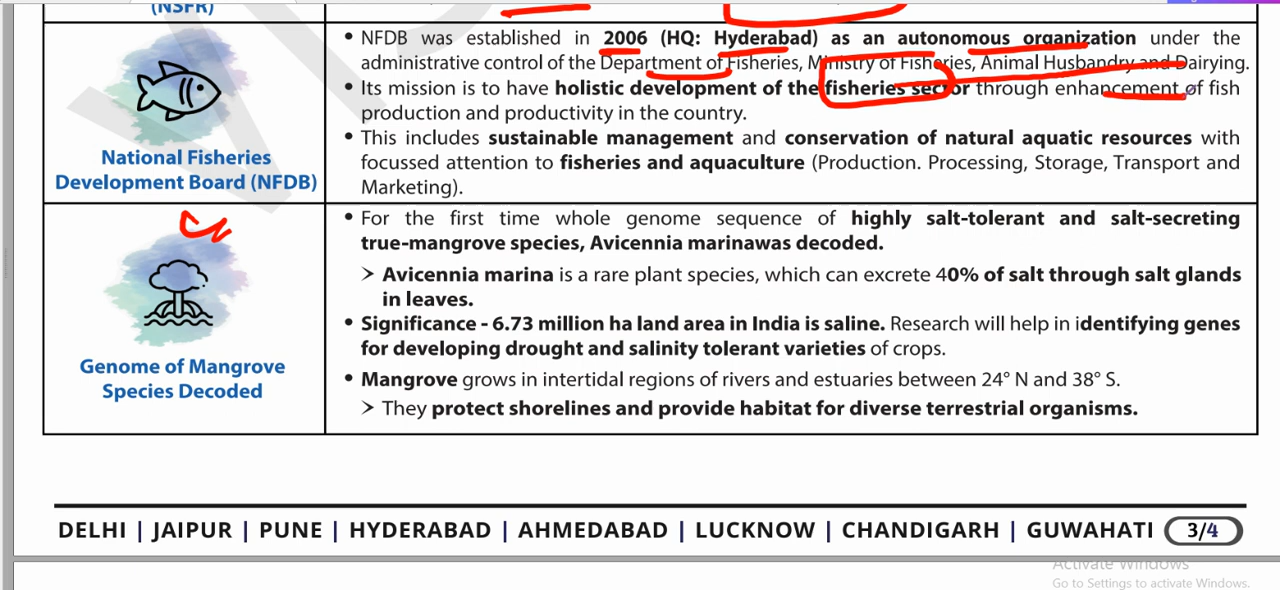 (NSFR)
National Fisheries
Development Board (NFDB)
• NFDB was established in 2006 (HQ: Hyderabad) as an autonomous organization under the
administrative control of the Department of Fisheries, Ministry of Fisheries, Animal Husbandry and Dairying.
• Its mission is to have holistic development of the fisheries sector through enhancement of fish
production and productivity in the country.
• This includes sustainable management and conservation of natural aquatic resources with
focussed attention to fisheries and aquaculture (Production. Processing, Storage, Transport and
Marketing).
Genome of Mangrove
Species Decoded
• For the first time whole genome sequence of highly salt-tolerant and salt-secreting
true-mangrove species, Avicennia marinawas decoded.
➤ Avicennia marina is a rare plant species, which can excrete 40% of salt through salt glands
in leaves.
• Significance - 6.73 million ha land area in India is saline. Research will help in identifying genes
for developing drought and salinity tolerant varieties of crops.
• Mangrove grows in intertidal regions of rivers and estuaries between 24° N and 38° S.
➤ They protect shorelines and provide habitat for diverse terrestrial organisms.
DELHI | JAIPUR | PUNE | HYDERABAD | AHMEDABAD | LUCKNOW | CHANDIGARH | GUWAHATI 3/4
Activate Windows
Go to Settings to activate Windows.